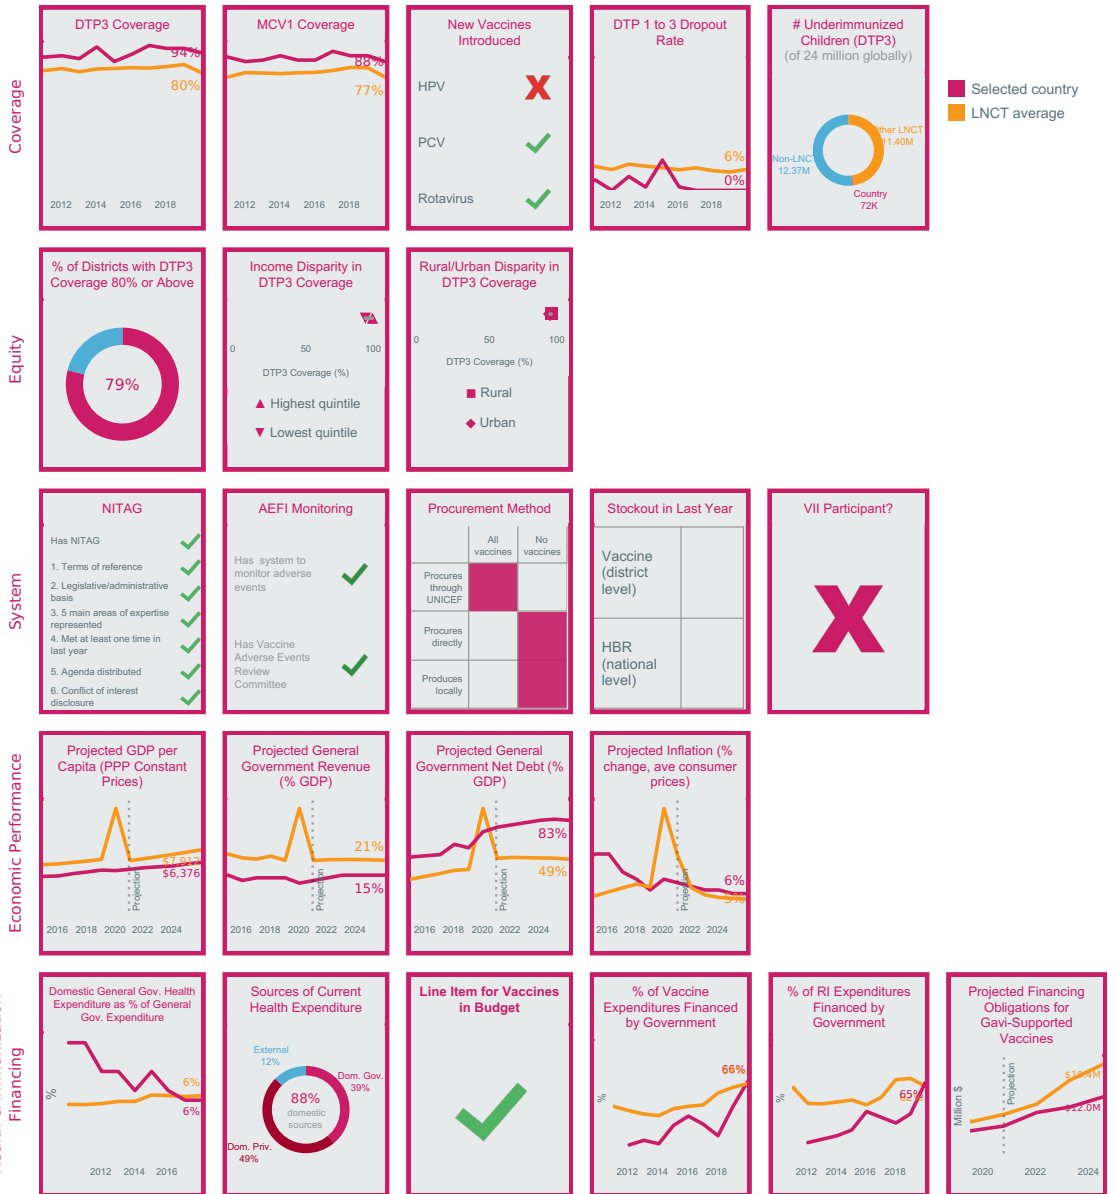 Coverage
DTP3 Coverage
94%
80%
2012 2014 2016 2018
MCV1 Coverage
88%
77%
2012 2014 2016 2018
New Vaccines
Introduced
HPV
PCV
Rotavirus
DTP 1 to 3 Dropout
Rate
6%
0%
2012 2014 2016 2018
# Underimmunized
Children (DTP3)
(of 24 million globally)
Other LNCT
11.40M
Non-LNCT
12.37M
Country
72K
Selected country
LNCT average
Equity
% of Districts with DTP3
Coverage 80% or Above
79%
Income Disparity in
DTP3 Coverage
0 50 100
DTP3 Coverage (%)
Highest quintile
Lowest quintile
Rural/Urban Disparity in
DTP3 Coverage
0 50 100
DTP3 Coverage (%)
Rural
Urban
System
NITAG
Has NITAG
1. Terms of reference
2. Legislative/administrative
basis
3. 5 main areas of expertise
represented
4. Met at least one time in
last year
5. Agenda distributed
6. Conflict of interest
disclosure
AEFI Monitoring
Has system to
monitor adverse
events
Has Vaccine
Adverse Events
Review
Committee
Procurement Method
All
vaccines
No
vaccines
Procures
through
UNICEF
Procures
directly
Produces
locally
Stockout in Last Year
Vaccine
(district
level)
HBR
(national
level)
VII Participant?
Economic Performance
Projected GDP per
Capita (PPP Constant
Prices)
$7,912
$6,376
Projection
2016 2018 2020 2022 2024
Projected General
Government Revenue
(% GDP)
21%
15%
Projection
2016 2018 2020 2022 2024
Projected General
Government Net Debt (%
GDP)
83%
49%
Projection
2016 2018 2020 2022 2024
Projected Inflation (%
change, ave consumer
prices)
6%
5%
Projection
2016 2018 2020 2022 2024
Financing
Domestic General Gov. Health
Expenditure as % of General
Gov. Expenditure
%
6%
6%
2012 2014 2016
Sources of Current
Health Expenditure
External
12%
Dom. Gov.
39%
88%
domestic
sources
Dom. Priv.
49%
Line Item for Vaccines
in Budget
% of Vaccine
Expenditures Financed
by Government
%
66%
2012 2014 2016 2018
% of RI Expenditures
Financed by
Government
%
65%
2012 2014 2016 2018
Projected Financing
Obligations for
Gavi-Supported
Vaccines
Million $
Projection
$12.0M
2020 2022 2024